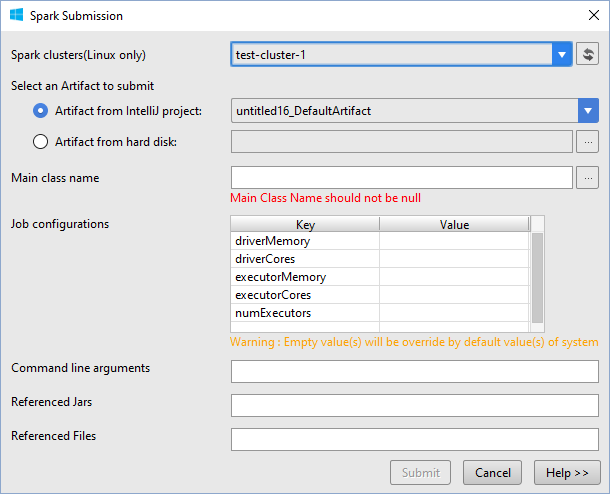 Spark Submission
Spark clusters(Linux only)
test-cluster-1
Select an Artifact to submit
Artifact from IntelliJ project:
untitled16_DefaultArtifact
Artifact from hard disk:
...
Main class name
...
Main Class Name should not be null
Job configurations
Key Value
driverMemory
driverCores
executorMemory
executorCores
numExecutors
Warning : Empty value(s) will be override by default value(s) of system
Command line arguments
Referenced Jars
Referenced Files
Submit Cancel Help >>